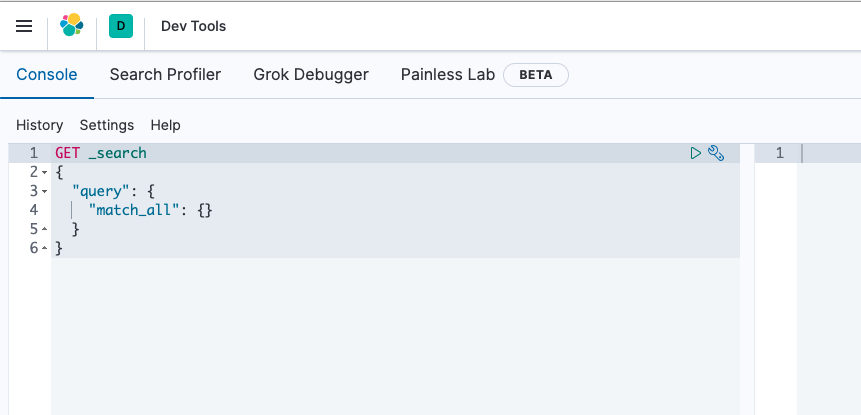 D Dev Tools
Console Search Profiler Grok Debugger Painless Lab BETA
History Settings Help
1 GET _search 1
2 {
3 "query": {
4 "match_all": {}
5 }
6 }